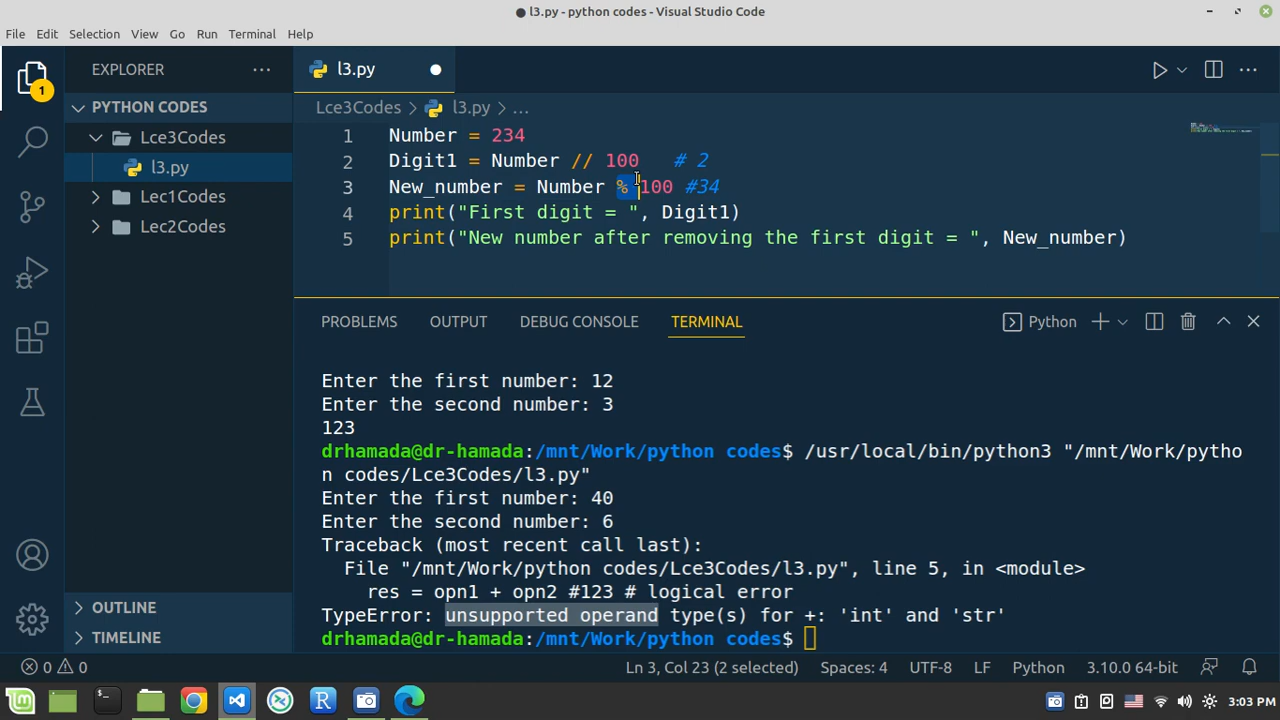 ● l3.py - python codes - Visual Studio Code
File Edit Selection View Go Run Terminal Help
EXPLORER ...
l3.py ●
1
PYTHON CODES
Lce3Codes
l3.py
Lec1Codes
Lec2Codes
Lce3Codes > l3.py > ...
1 Number = 234
2 Digit1 = Number // 100   # 2
3 New_number = Number % 100 #34
4 print("First digit = ", Digit1)
5 print("New number after removing the first digit = ", New_number)
PROBLEMS OUTPUT DEBUG CONSOLE TERMINAL
Python
Enter the first number: 12
Enter the second number: 3
123
drhamada@dr-hamada:/mnt/Work/python codes$ /usr/local/bin/python3 "/mnt/Work/pytho
n codes/Lce3Codes/l3.py"
Enter the first number: 40
Enter the second number: 6
Traceback (most recent call last):
  File "/mnt/Work/python codes/Lce3Codes/l3.py", line 5, in <module>
    res = opn1 + opn2 #123 # logical error
TypeError: unsupported operand type(s) for +: 'int' and 'str'
drhamada@dr-hamada:/mnt/Work/python codes$
OUTLINE
TIMELINE
0 0 Ln 3, Col 23 (2 selected) Spaces: 4 UTF-8 LF Python 3.10.0 64-bit
R
3:03 PM